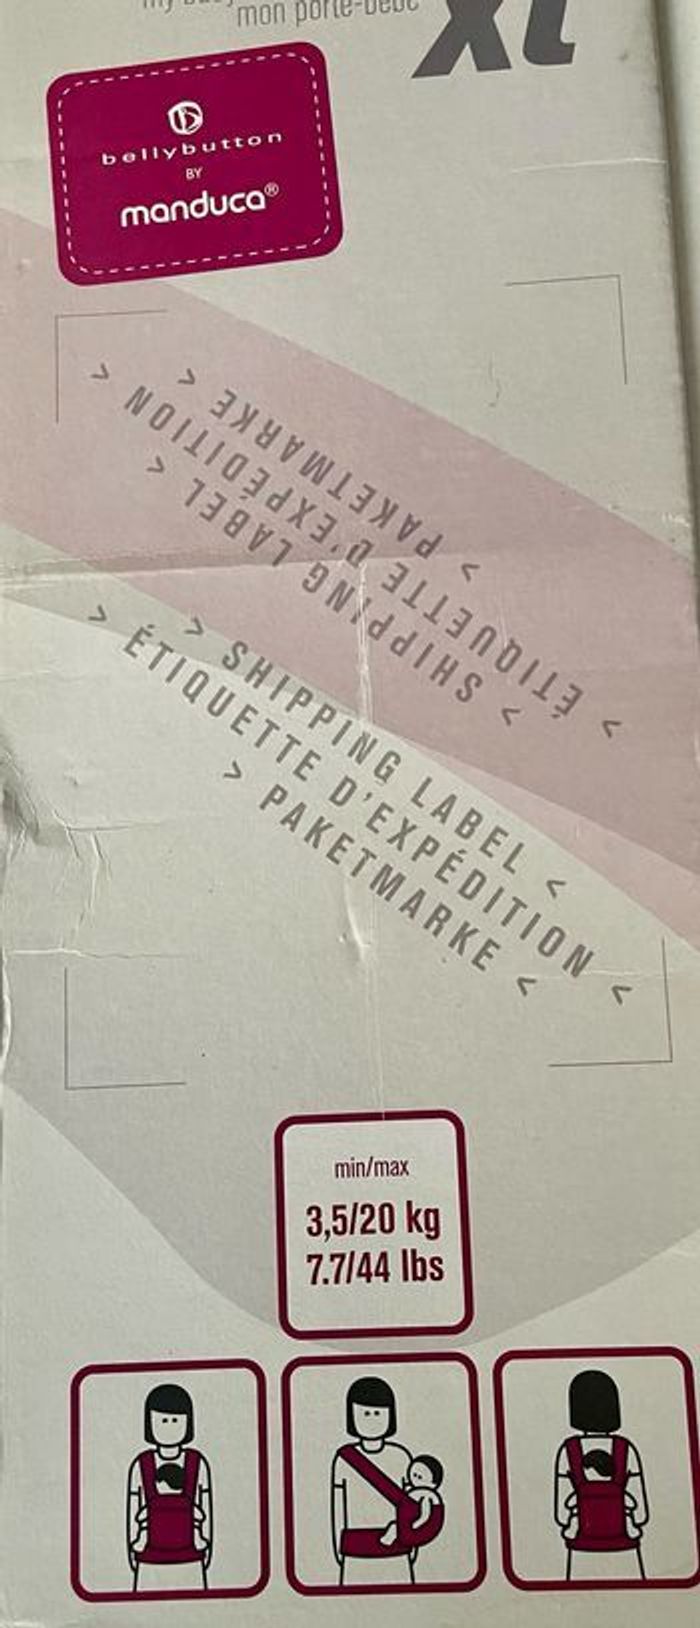 mon porte-bébé
XL
bellybutton
BY
manduca®
> PAKETMARKE <
> ÉTIQUETTE D'EXPÉDITION <
> SHIPPING LABEL <
> SHIPPING LABEL <
> ÉTIQUETTE D'EXPÉDITION <
> PAKETMARKE <
min/max
3,5/20 kg
7.7/44 lbs